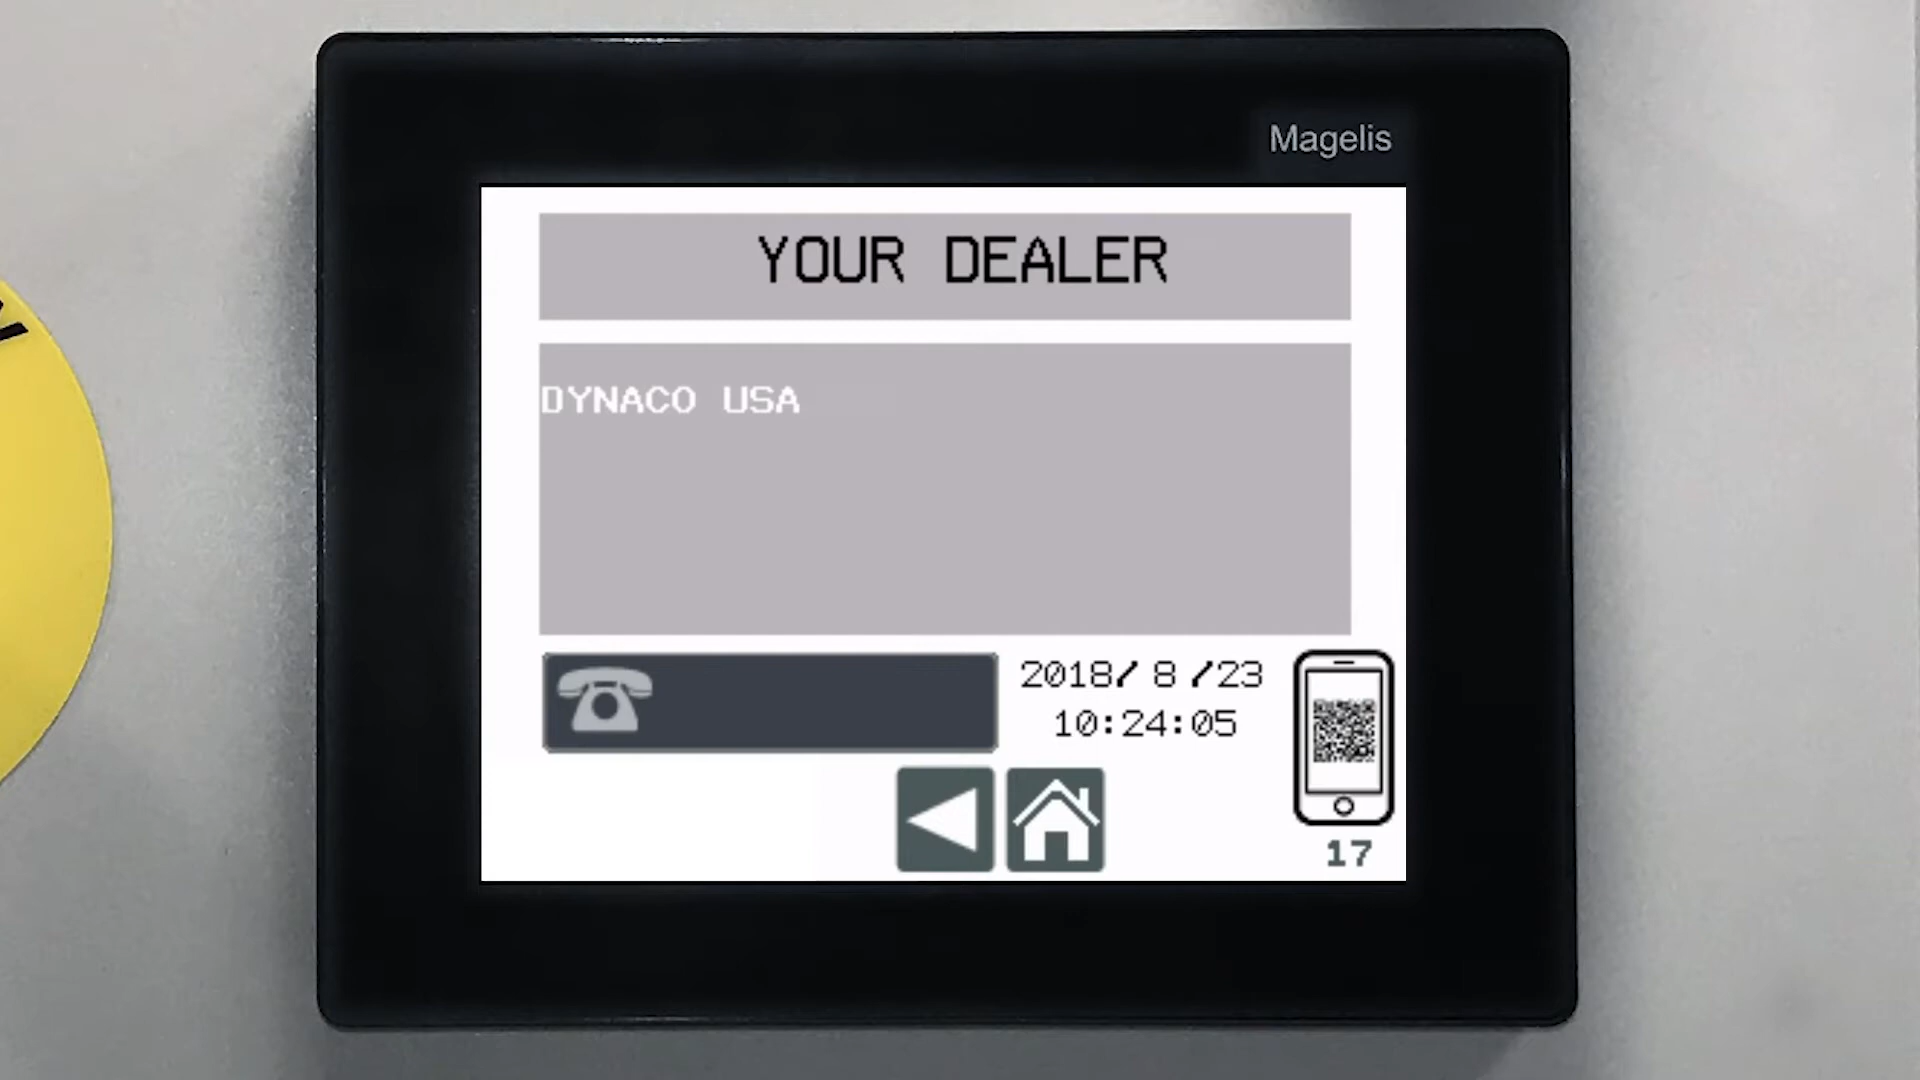 Magelis
YOUR DEALER
DYNACO USA
2018/ 8 /23
10:24:05
17